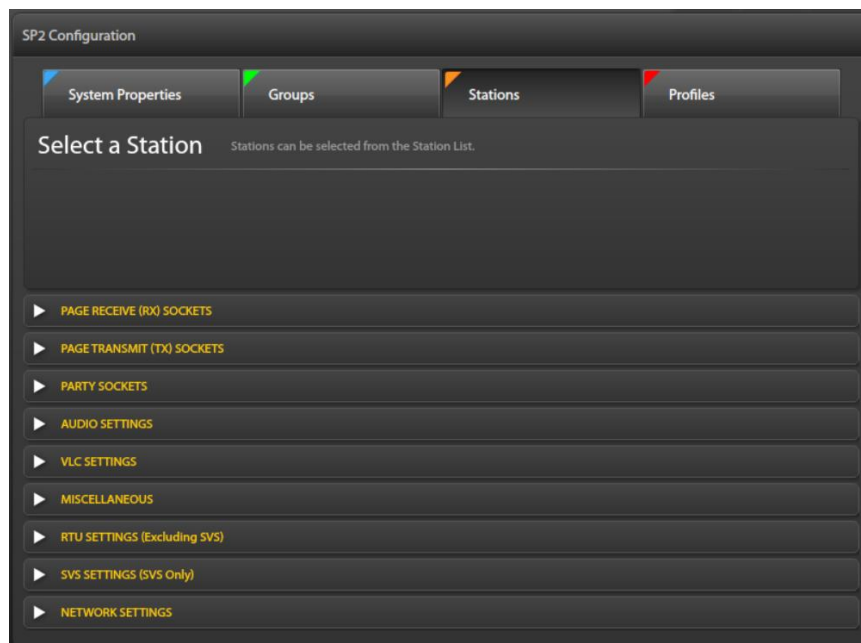 SP2 Configuration
System Properties Groups Stations Profiles
Select a Station Stations can be selected from the Station List.
PAGE RECEIVE (RX) SOCKETS
PAGE TRANSMIT (TX) SOCKETS
PARTY SOCKETS
AUDIO SETTINGS
VLC SETTINGS
MISCELLANEOUS
RTU SETTINGS (Excluding SVS)
SVS SETTINGS (SVS Only)
NETWORK SETTINGS